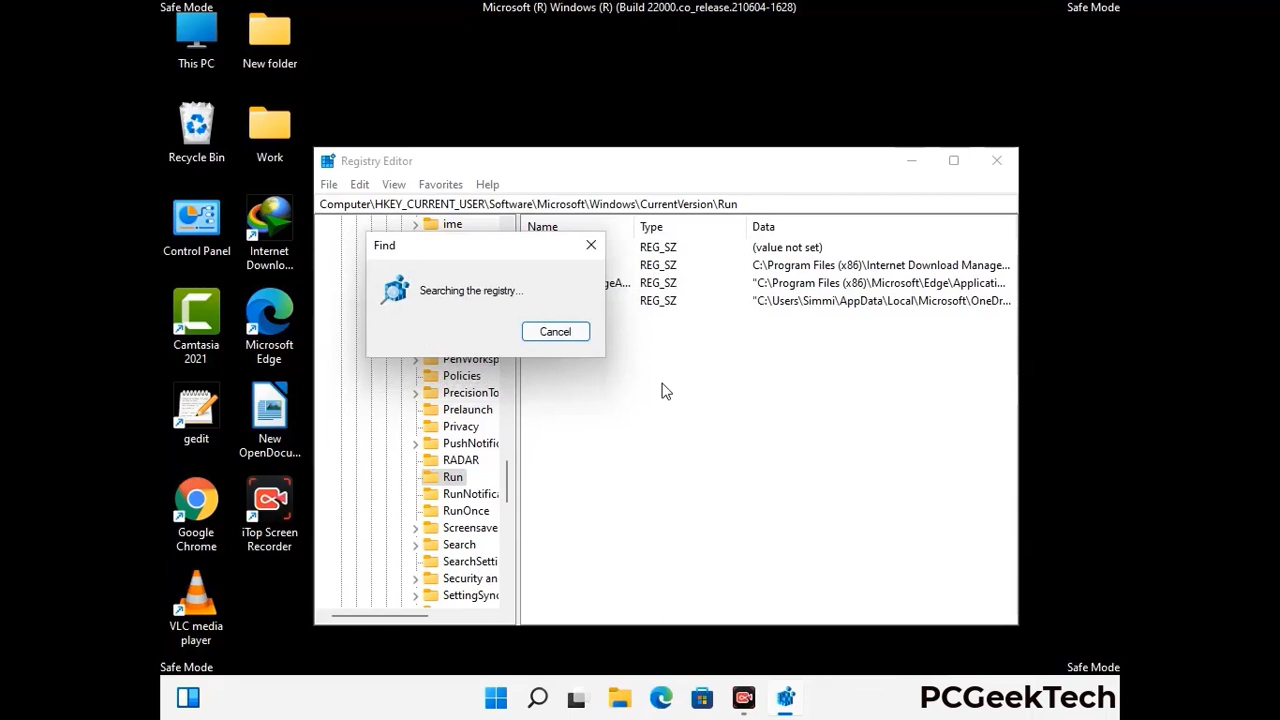 Safe Mode
Microsoft (R) Windows (R) (Build 22000.co_release.210604-1628)
Safe Mode
This PC
New folder
Recycle Bin
Work
Control Panel
Internet
Downlo...
Camtasia
2021
Microsoft
Edge
gedit
New
OpenDocu...
Google
Chrome
iTop Screen
Recorder
VLC media
player
Registry Editor
File Edit View Favorites Help
Computer\HKEY_CURRENT_USER\Software\Microsoft\Windows\CurrentVersion\Run
ime
PenWorksp
Policies
PrecisionTo
Prelaunch
Privacy
PushNotific
RADAR
Run
RunNotifica
RunOnce
Screensave
Search
SearchSetti
Security an
SettingSync
Name Type Data
REG_SZ (value not set)
REG_SZ C:\Program Files (x86)\Internet Download Manage...
geA... REG_SZ "C:\Program Files (x86)\Microsoft\Edge\Applicati...
REG_SZ "C:\Users\Simmi\AppData\Local\Microsoft\OneDr...
Find
Searching the registry...
Cancel
Safe Mode
Safe Mode
PCGeekTech